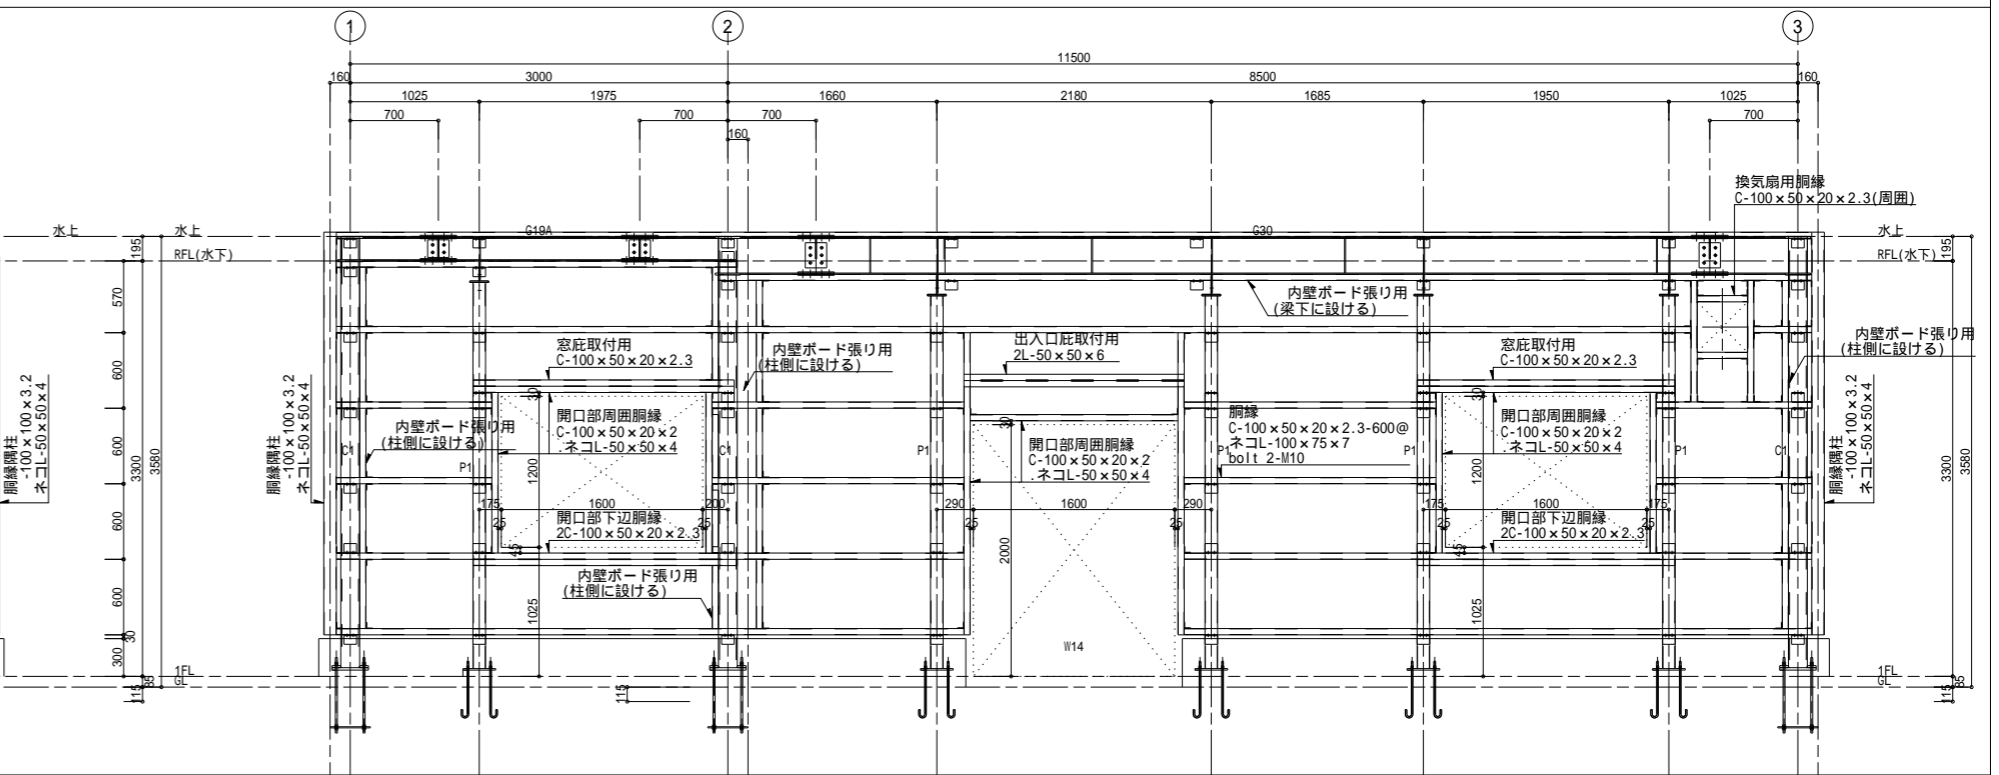 1
2
3
11500
160
3000
8500
160
1025
1975
1660
2180
1685
1950
1025
700
700
700
700
160
換気扇用胴縁
C-100×50×20×2.3(周囲)
水上
水上
G19A
G30
水上
195
RFL(水下)
RFL(水下)
195
570
600
600
600
600
30
300
3300
3580
115
85
内壁ボード張り用
(梁下に設ける)
窓庇取付用
C-100×50×20×2.3
内壁ボード張り用
(柱側に設ける)
出入口庇取付用
2L-50×50×6
窓庇取付用
C-100×50×20×2.3
内壁ボード張り用
(柱側に設ける)
胴縁隅柱
-100×100×3.2
ネコL-50×50×4
胴縁隅柱
-100×100×3.2
ネコL-50×50×4
内壁ボード張り用
(柱側に設ける)
30
開口部周囲胴縁
C-100×50×20×2
.ネコL-50×50×4
30
開口部周囲胴縁
C-100×50×20×2
.ネコL-50×50×4
胴縁
C-100×50×20×2.3-600@
ネコL-100×75×7
bolt 2-M10
30
開口部周囲胴縁
C-100×50×20×2
.ネコL-50×50×4
胴縁隅柱
-100×100×3.2
ネコL-50×50×4
C1
P1
C1
P1
P1
P1
P1
C1
1200
1200
175
1600
200
290
1600
290
175
1600
175
25
25
25
25
25
25
開口部下辺胴縁
2C-100×50×20×2.3
開口部下辺胴縁
2C-100×50×20×2.3
45
45
内壁ボード張り用
(柱側に設ける)
1025
2000
1025
W14
3300
3580
1FL
GL
115
1FL
GL
115
85